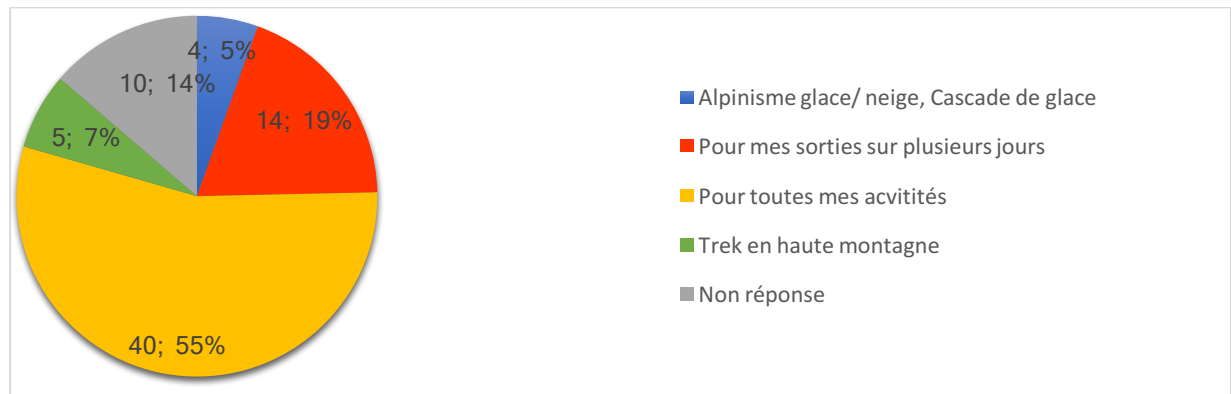 4; 5%
10; 14%
14; 19%
5; 7%
40; 55%
Alpinisme glace/ neige, Cascade de glace
Pour mes sorties sur plusieurs jours
Pour toutes mes acvitités
Trek en haute montagne
Non réponse